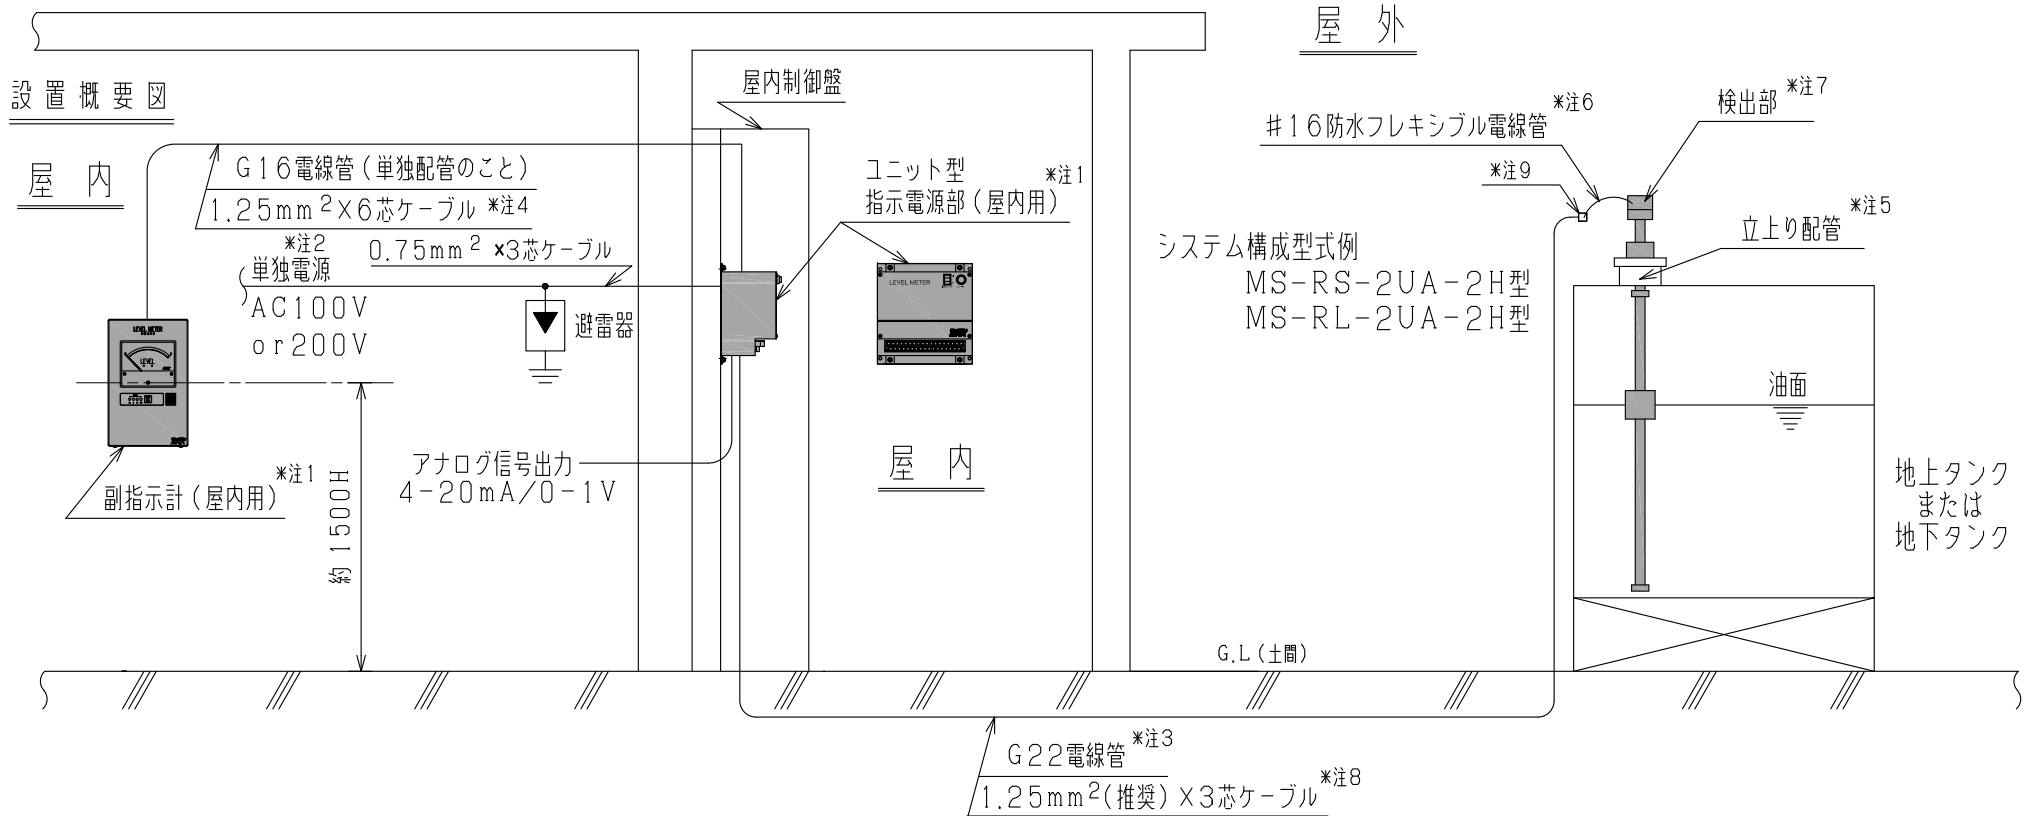 設置概要図
屋内
G16電線管（単独配管のこと）
1.25mm²×6芯ケーブル *注4
*注2
単独電源
AC100V
or200V
0.75mm² ×3芯ケーブル
避雷器
LEVEL METER
LEVEL
副指示計（屋内用）*注1
約1500H
アナログ信号出力
4-20mA/0-1V
屋内制御盤
ユニット型
指示電源部（屋内用）*注1
LEVEL METER
屋内
屋外
#16防水フレキシブル電線管 *注6
*注9
検出部 *注7
立上り配管 *注5
システム構成型式例
MS-RS-2UA-2H型
MS-RL-2UA-2H型
油面
地上タンク
または
地下タンク
G.L（土間）
G22電線管 *注3
1.25mm²(推奨)×3芯ケーブル *注8